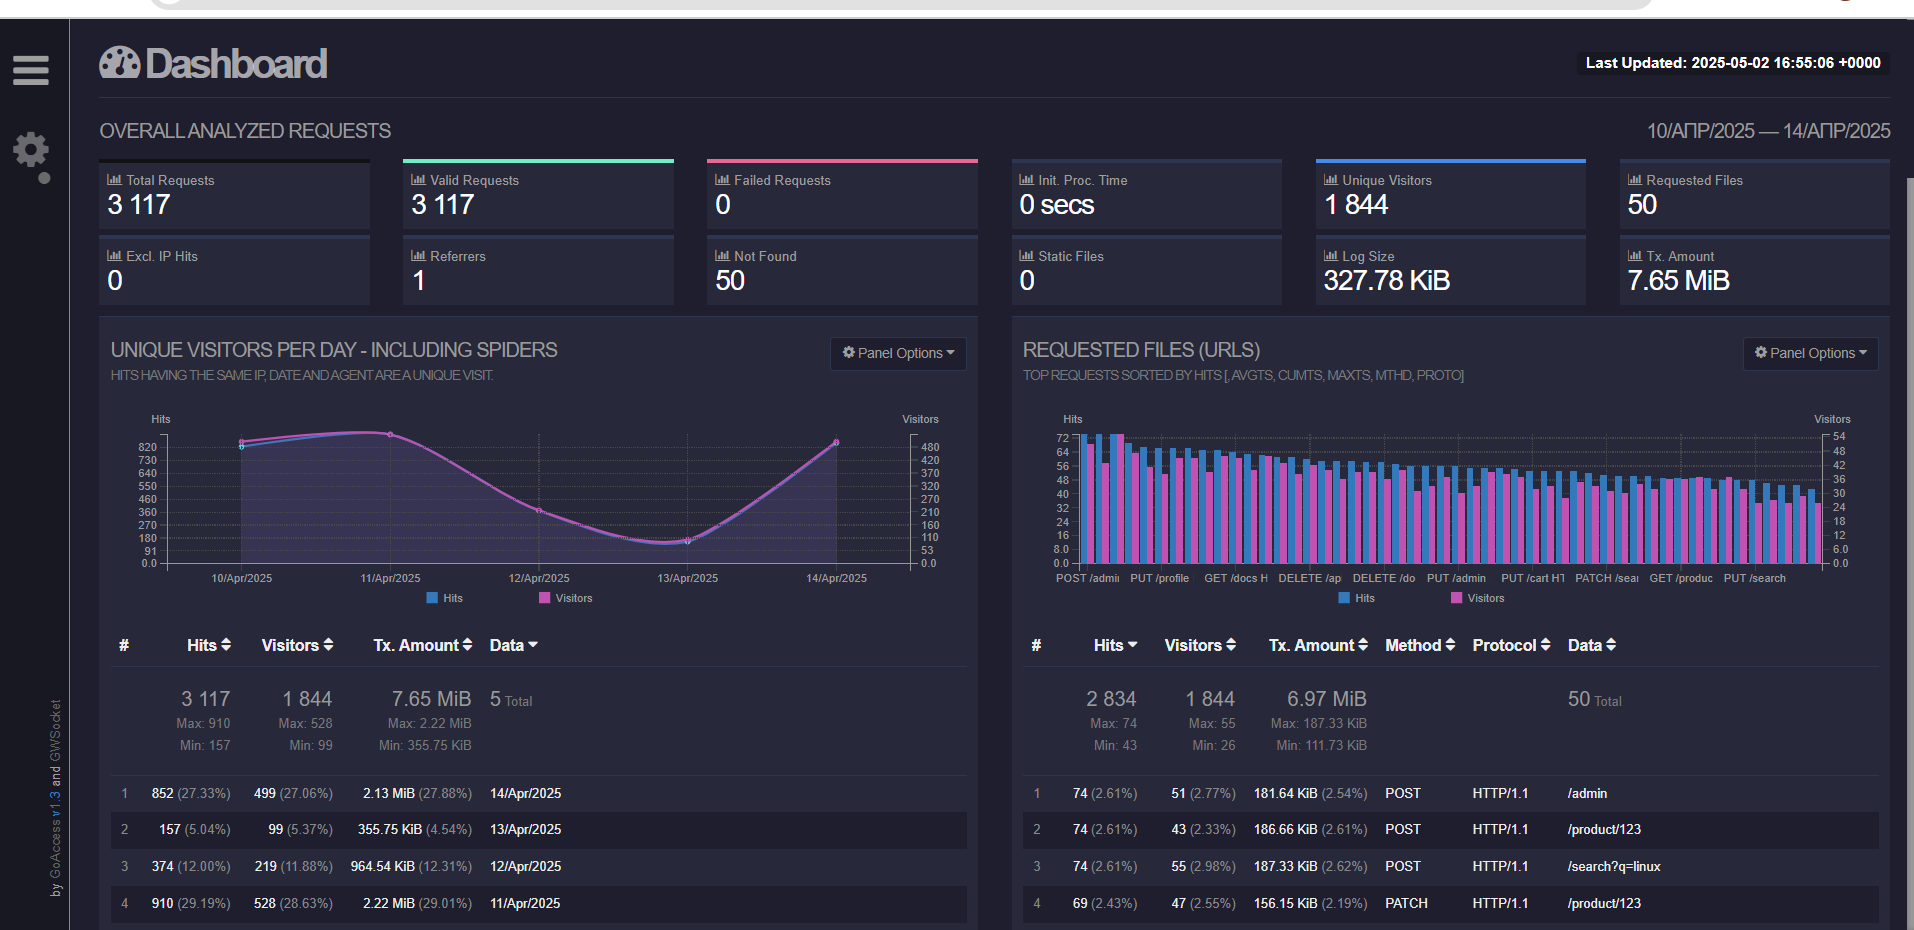 Dashboard
Last Updated: 2025-05-02 16:55:06 +0000
OVERALL ANALYZED REQUESTS
10/АПР/2025 — 14/АПР/2025
Total Requests
3 117
Valid Requests
3 117
Failed Requests
0
Init. Proc. Time
0 secs
Unique Visitors
1 844
Requested Files
50
Excl. IP Hits
0
Referrers
1
Not Found
50
Static Files
0
Log Size
327.78 KiB
Tx. Amount
7.65 MiB
UNIQUE VISITORS PER DAY - INCLUDING SPIDERS
Panel Options
HITS HAVING THE SAME IP, DATE AND AGENT ARE A UNIQUE VISIT.
Hits
Visitors
820
730
640
550
460
360
270
180
91
0.0
480
420
370
320
270
210
160
110
53
0.0
10/Apr/2025 11/Apr/2025 12/Apr/2025 13/Apr/2025 14/Apr/2025
Hits Visitors
# Hits Visitors Tx. Amount Data
3 117 1 844 7.65 MiB 5 Total
Max: 910 Max: 528 Max: 2.22 MiB
Min: 157 Min: 99 Min: 355.75 KiB
1 852 (27.33%) 499 (27.06%) 2.13 MiB (27.88%) 14/Apr/2025
2 157 (5.04%) 99 (5.37%) 355.75 KiB (4.54%) 13/Apr/2025
3 374 (12.00%) 219 (11.88%) 964.54 KiB (12.31%) 12/Apr/2025
4 910 (29.19%) 528 (28.63%) 2.22 MiB (29.01%) 11/Apr/2025
REQUESTED FILES (URLS)
Panel Options
TOP REQUESTS SORTED BY HITS [, AVGTS, CUMTS, MAXTS, MTHD, PROTO]
Hits
Visitors
72
64
56
48
40
32
24
16
8.0
0.0
54
48
42
36
30
24
18
12
6.0
0.0
POST /admi PUT /profile GET /docs H DELETE /ap DELETE /do PUT /admin PUT /cart HT PATCH /sear GET /produc PUT /search
Hits Visitors
# Hits Visitors Tx. Amount Method Protocol Data
2 834 1 844 6.97 MiB 50 Total
Max: 74 Max: 55 Max: 187.33 KiB
Min: 43 Min: 26 Min: 111.73 KiB
1 74 (2.61%) 51 (2.77%) 181.64 KiB (2.54%) POST HTTP/1.1 /admin
2 74 (2.61%) 43 (2.33%) 186.66 KiB (2.61%) POST HTTP/1.1 /product/123
3 74 (2.61%) 55 (2.98%) 187.33 KiB (2.62%) POST HTTP/1.1 /search?q=linux
4 69 (2.43%) 47 (2.55%) 156.15 KiB (2.19%) PATCH HTTP/1.1 /product/123
by GoAccess v1.3 and GWSocket